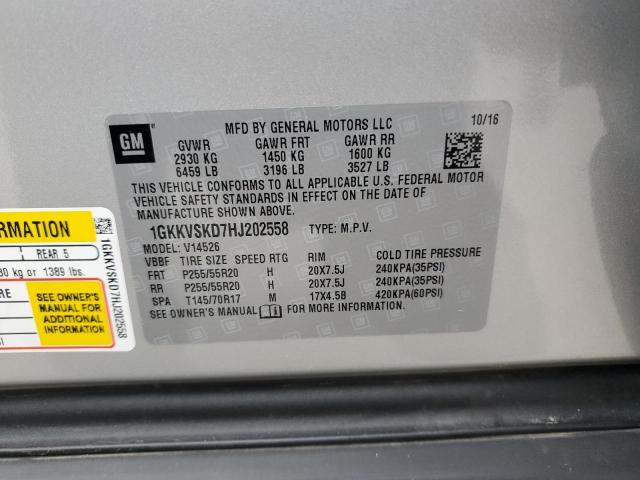 GM
MFD BY GENERAL MOTORS LLC
10/16
GVWR GAWR FRT GAWR RR
2930 KG 1450 KG 1600 KG
6459 LB 3196 LB 3527 LB
THIS VEHICLE CONFORMS TO ALL APPLICABLE U.S. FEDERAL MOTOR
VEHICLE SAFETY STANDARDS IN EFFECT ON THE DATE OF
MANUFACTURE SHOWN ABOVE.
1GKKVSKD7HJ202558 TYPE: M.P.V.
MODEL: V14526
VBBF TIRE SIZE SPEED RTG RIM COLD TIRE PRESSURE
FRT P255/55R20 H 20X7.5J 240KPA(35PSI)
RR P255/55R20 H 20X7.5J 240KPA(35PSI)
SPA T145/70R17 M 17X4.5B 420KPA(60PSI)
SEE OWNER'S MANUAL FOR MORE INFORMATION.
REAR 5
kg or 1389 lbs.
SEE OWNER'S
MANUAL FOR
ADDITIONAL
INFORMATION
1GKKVSKD7HJ202558